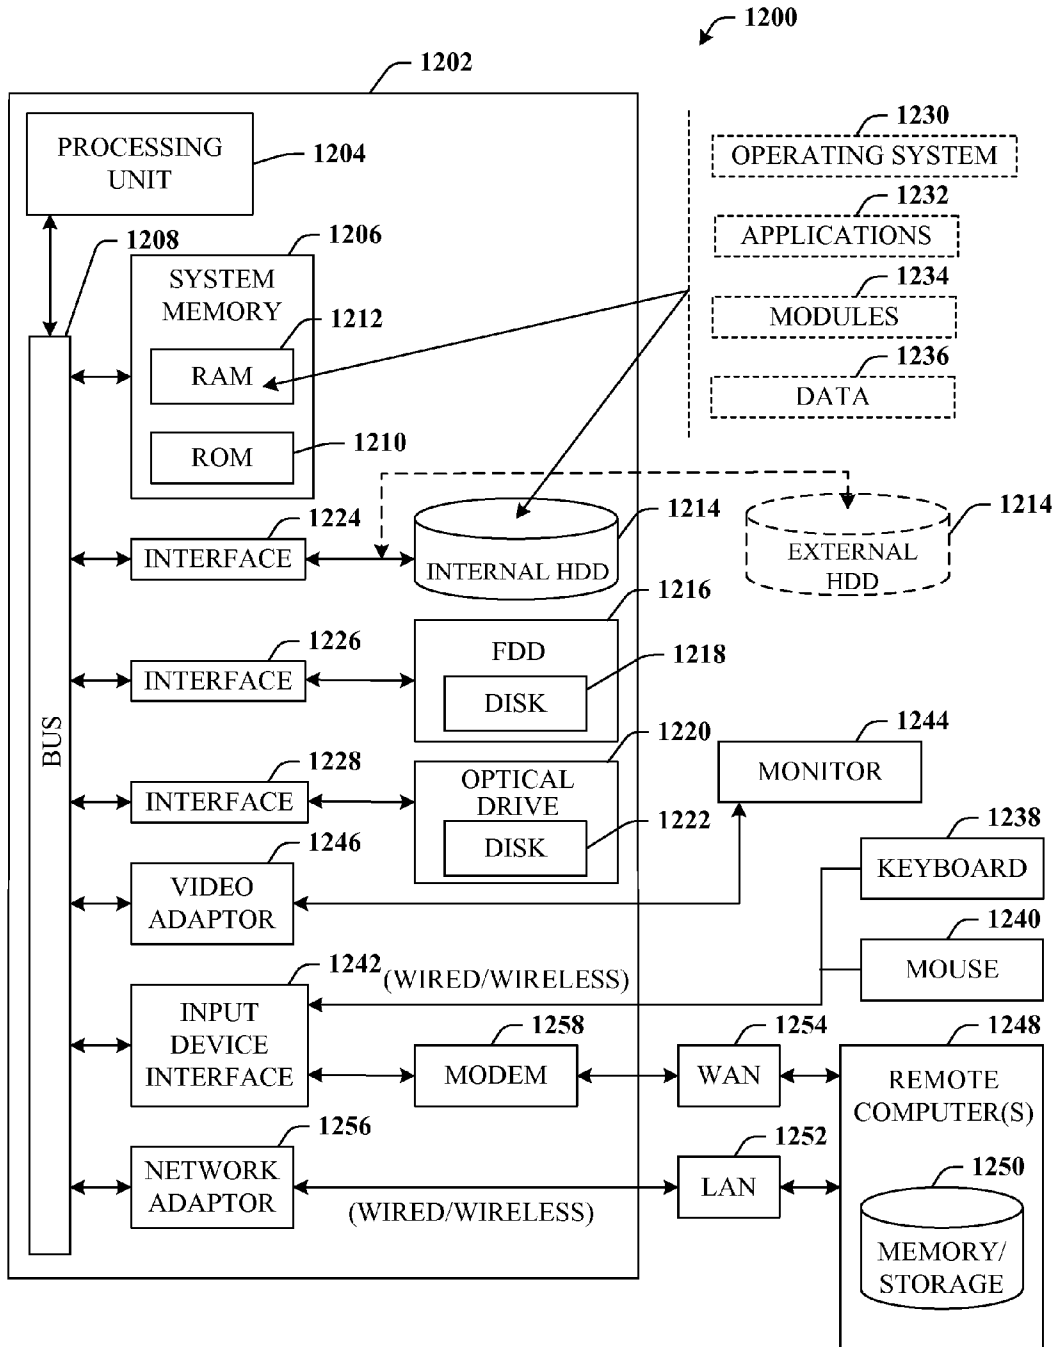 1200
1202
PROCESSING
UNIT
1204
1230
OPERATING SYSTEM
1232
APPLICATIONS
1234
MODULES
1236
DATA
1208
1206
SYSTEM
MEMORY
1212
RAM
1210
ROM
1224
INTERFACE
1214
INTERNAL HDD
1214
EXTERNAL
HDD
1216
FDD
1218
DISK
1226
INTERFACE
BUS
1220
OPTICAL
DRIVE
1222
DISK
1228
INTERFACE
1244
MONITOR
1246
VIDEO
ADAPTOR
1238
KEYBOARD
1240
MOUSE
1242
(WIRED/WIRELESS)
INPUT
DEVICE
INTERFACE
1258
MODEM
1254
WAN
1248
REMOTE
COMPUTER(S)
1256
NETWORK
ADAPTOR
(WIRED/WIRELESS)
1252
LAN
1250
MEMORY/
STORAGE